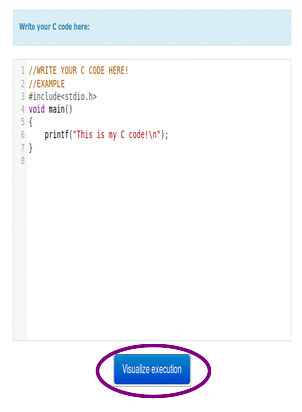 Write your C code here:
1 //WRITE YOUR C CODE HERE!
2 //EXAMPLE
3 #include<stdio.h>
4 void main()
5 {
6 printf("This is my C code!\n");
7 }
8
Visualize execution